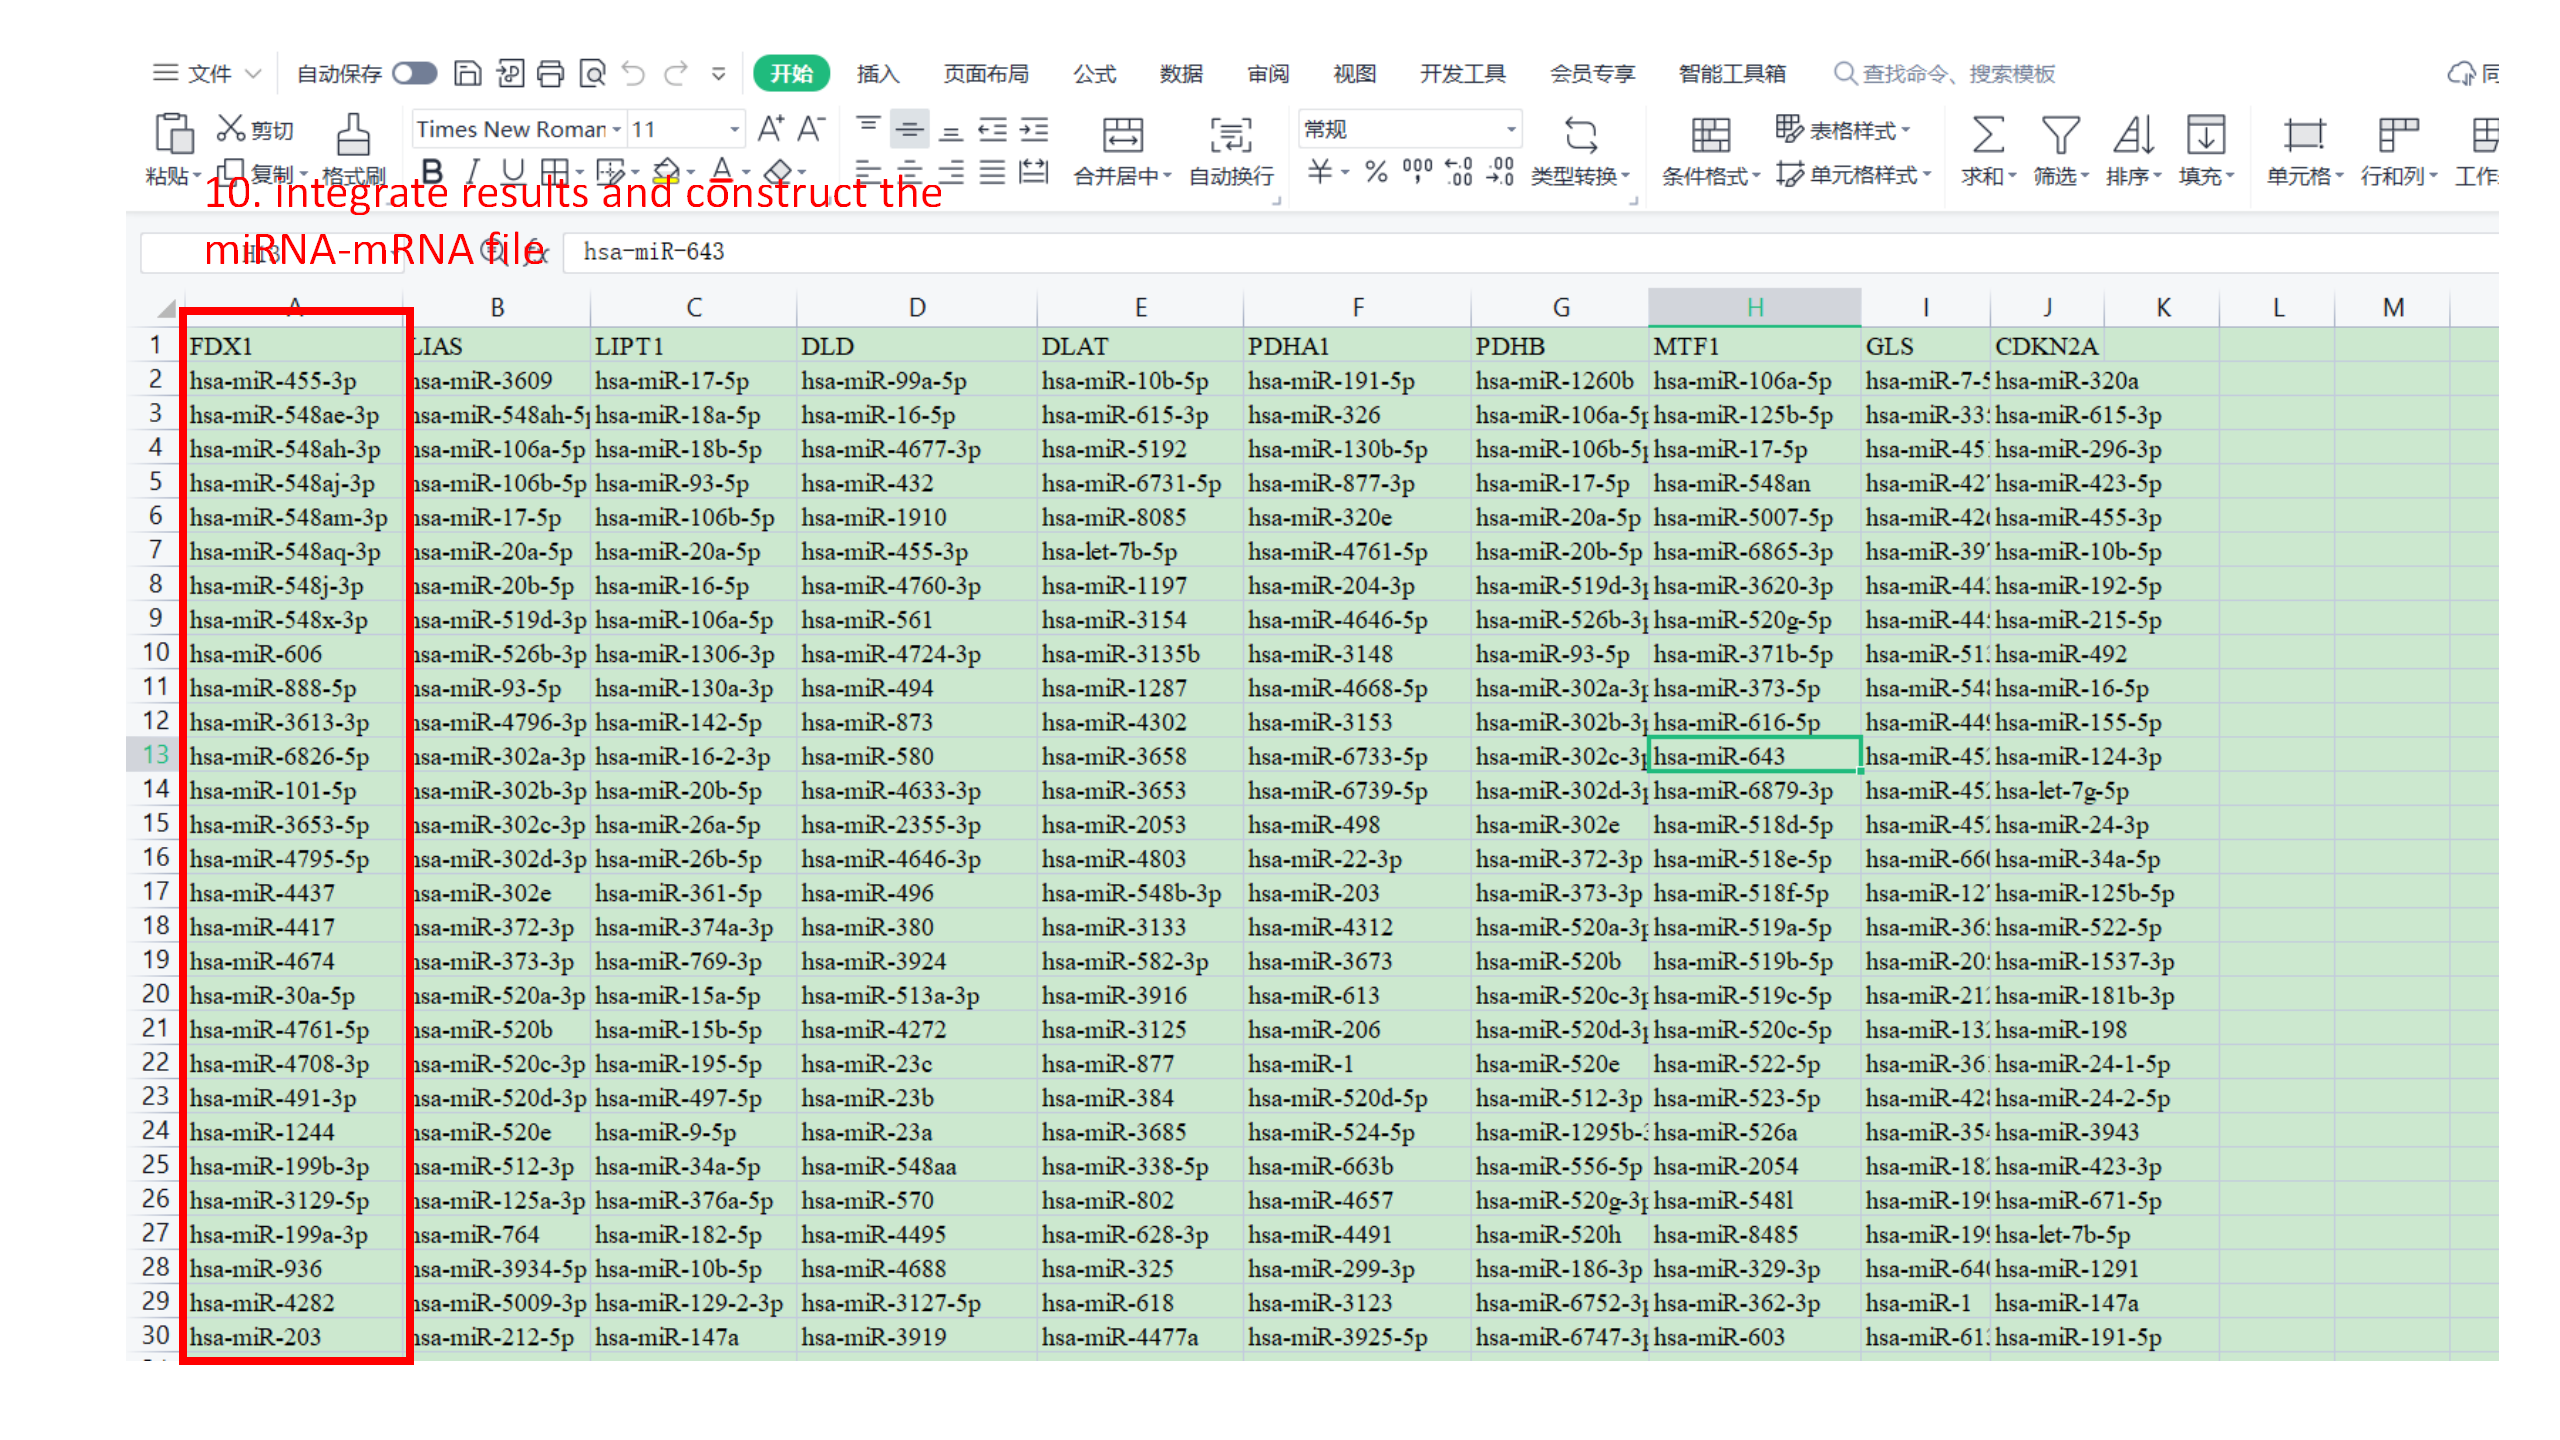 文件 自动保存 开始 插入 页面布局 公式 数据 审阅 视图 开发工具 会员专享 智能工具箱 查找命令、搜索模板
剪切 Times New Roman 11 A+ A- 常规 表格样式
粘贴 复制 格式刷 B I U A 合并居中 自动换行 ¥ % 000 类型转换 条件格式 单元格样式 求和 筛选 排序 填充 单元格 行和列
10. Integrate results and construct the
miRNA-mRNA file
H13 fx hsa-miR-643
A B C D E F G H I J K L M
1 FDX1 LIAS LIPT1 DLD DLAT PDHA1 PDHB MTF1 GLS CDKN2A
2 hsa-miR-455-3p hsa-miR-3609 hsa-miR-17-5p hsa-miR-99a-5p hsa-miR-10b-5p hsa-miR-191-5p hsa-miR-1260b hsa-miR-106a-5p hsa-miR-7-5 hsa-miR-320a
3 hsa-miR-548ae-3p hsa-miR-548ah-5 hsa-miR-18a-5p hsa-miR-16-5p hsa-miR-615-3p hsa-miR-326 hsa-miR-106a-5 hsa-miR-125b-5p hsa-miR-33 hsa-miR-615-3p
4 hsa-miR-548ah-3p hsa-miR-106a-5p hsa-miR-18b-5p hsa-miR-4677-3p hsa-miR-5192 hsa-miR-130b-5p hsa-miR-106b-5 hsa-miR-17-5p hsa-miR-45 hsa-miR-296-3p
5 hsa-miR-548aj-3p hsa-miR-106b-5p hsa-miR-93-5p hsa-miR-432 hsa-miR-6731-5p hsa-miR-877-3p hsa-miR-17-5p hsa-miR-548an hsa-miR-42 hsa-miR-423-5p
6 hsa-miR-548am-3p hsa-miR-17-5p hsa-miR-106b-5p hsa-miR-1910 hsa-miR-8085 hsa-miR-320e hsa-miR-20a-5p hsa-miR-5007-5p hsa-miR-42 hsa-miR-455-3p
7 hsa-miR-548aq-3p hsa-miR-20a-5p hsa-miR-20a-5p hsa-miR-455-3p hsa-let-7b-5p hsa-miR-4761-5p hsa-miR-20b-5p hsa-miR-6865-3p hsa-miR-39 hsa-miR-10b-5p
8 hsa-miR-548j-3p hsa-miR-20b-5p hsa-miR-16-5p hsa-miR-4760-3p hsa-miR-1197 hsa-miR-204-3p hsa-miR-519d-3 hsa-miR-3620-3p hsa-miR-44 hsa-miR-192-5p
9 hsa-miR-548x-3p hsa-miR-519d-3p hsa-miR-106a-5p hsa-miR-561 hsa-miR-3154 hsa-miR-4646-5p hsa-miR-526b-3 hsa-miR-520g-5p hsa-miR-44 hsa-miR-215-5p
10 hsa-miR-606 hsa-miR-526b-3p hsa-miR-1306-3p hsa-miR-4724-3p hsa-miR-3135b hsa-miR-3148 hsa-miR-93-5p hsa-miR-371b-5p hsa-miR-51 hsa-miR-492
11 hsa-miR-888-5p hsa-miR-93-5p hsa-miR-130a-3p hsa-miR-494 hsa-miR-1287 hsa-miR-4668-5p hsa-miR-302a-3 hsa-miR-373-5p hsa-miR-54 hsa-miR-16-5p
12 hsa-miR-3613-3p hsa-miR-4796-3p hsa-miR-142-5p hsa-miR-873 hsa-miR-4302 hsa-miR-3153 hsa-miR-302b-3 hsa-miR-616-5p hsa-miR-44 hsa-miR-155-5p
13 hsa-miR-6826-5p hsa-miR-302a-3p hsa-miR-16-2-3p hsa-miR-580 hsa-miR-3658 hsa-miR-6733-5p hsa-miR-302c-3 hsa-miR-643 hsa-miR-45 hsa-miR-124-3p
14 hsa-miR-101-5p hsa-miR-302b-3p hsa-miR-20b-5p hsa-miR-4633-3p hsa-miR-3653 hsa-miR-6739-5p hsa-miR-302d-3 hsa-miR-6879-3p hsa-miR-45 hsa-let-7g-5p
15 hsa-miR-3653-5p hsa-miR-302c-3p hsa-miR-26a-5p hsa-miR-2355-3p hsa-miR-2053 hsa-miR-498 hsa-miR-302e hsa-miR-518d-5p hsa-miR-45 hsa-miR-24-3p
16 hsa-miR-4795-5p hsa-miR-302d-3p hsa-miR-26b-5p hsa-miR-4646-3p hsa-miR-4803 hsa-miR-22-3p hsa-miR-372-3p hsa-miR-518e-5p hsa-miR-66 hsa-miR-34a-5p
17 hsa-miR-4437 hsa-miR-302e hsa-miR-361-5p hsa-miR-496 hsa-miR-548b-3p hsa-miR-203 hsa-miR-373-3p hsa-miR-518f-5p hsa-miR-12 hsa-miR-125b-5p
18 hsa-miR-4417 hsa-miR-372-3p hsa-miR-374a-3p hsa-miR-380 hsa-miR-3133 hsa-miR-4312 hsa-miR-520a-3 hsa-miR-519a-5p hsa-miR-36 hsa-miR-522-5p
19 hsa-miR-4674 hsa-miR-373-3p hsa-miR-769-3p hsa-miR-3924 hsa-miR-582-3p hsa-miR-3673 hsa-miR-520b hsa-miR-519b-5p hsa-miR-20 hsa-miR-1537-3p
20 hsa-miR-30a-5p hsa-miR-520a-3p hsa-miR-15a-5p hsa-miR-513a-3p hsa-miR-3916 hsa-miR-613 hsa-miR-520c-3 hsa-miR-519c-5p hsa-miR-21 hsa-miR-181b-3p
21 hsa-miR-4761-5p hsa-miR-520b hsa-miR-15b-5p hsa-miR-4272 hsa-miR-3125 hsa-miR-206 hsa-miR-520d-3 hsa-miR-520c-5p hsa-miR-13 hsa-miR-198
22 hsa-miR-4708-3p hsa-miR-520c-3p hsa-miR-195-5p hsa-miR-23c hsa-miR-877 hsa-miR-1 hsa-miR-520e hsa-miR-522-5p hsa-miR-36 hsa-miR-24-1-5p
23 hsa-miR-491-3p hsa-miR-520d-3p hsa-miR-497-5p hsa-miR-23b hsa-miR-384 hsa-miR-520d-5p hsa-miR-512-3p hsa-miR-523-5p hsa-miR-42 hsa-miR-24-2-5p
24 hsa-miR-1244 hsa-miR-520e hsa-miR-9-5p hsa-miR-23a hsa-miR-3685 hsa-miR-524-5p hsa-miR-1295b- hsa-miR-526a hsa-miR-35 hsa-miR-3943
25 hsa-miR-199b-3p hsa-miR-512-3p hsa-miR-34a-5p hsa-miR-548aa hsa-miR-338-5p hsa-miR-663b hsa-miR-556-5p hsa-miR-2054 hsa-miR-18 hsa-miR-423-3p
26 hsa-miR-3129-5p hsa-miR-125a-3p hsa-miR-376a-5p hsa-miR-570 hsa-miR-802 hsa-miR-4657 hsa-miR-520g-3 hsa-miR-548l hsa-miR-19 hsa-miR-671-5p
27 hsa-miR-199a-3p hsa-miR-764 hsa-miR-182-5p hsa-miR-4495 hsa-miR-628-3p hsa-miR-4491 hsa-miR-520h hsa-miR-8485 hsa-miR-19 hsa-let-7b-5p
28 hsa-miR-936 hsa-miR-3934-5p hsa-miR-10b-5p hsa-miR-4688 hsa-miR-325 hsa-miR-299-3p hsa-miR-186-3p hsa-miR-329-3p hsa-miR-64 hsa-miR-1291
29 hsa-miR-4282 hsa-miR-5009-3p hsa-miR-129-2-3p hsa-miR-3127-5p hsa-miR-618 hsa-miR-3123 hsa-miR-6752-3 hsa-miR-362-3p hsa-miR-1 hsa-miR-147a
30 hsa-miR-203 hsa-miR-212-5p hsa-miR-147a hsa-miR-3919 hsa-miR-4477a hsa-miR-3925-5p hsa-miR-6747-3 hsa-miR-603 hsa-miR-61 hsa-miR-191-5p